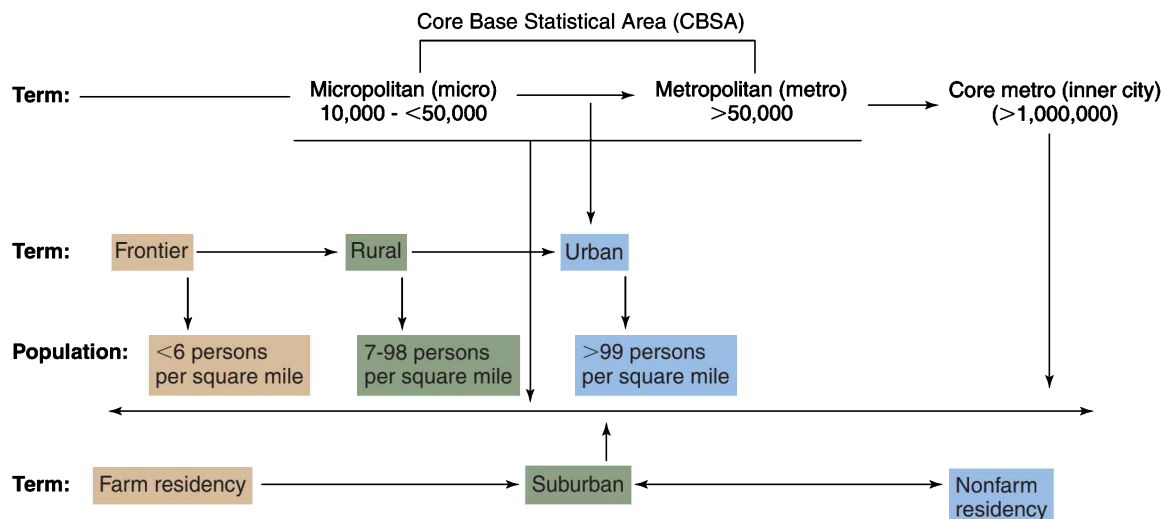 Core Base Statistical Area (CBSA)
Term:
Micropolitan (micro)
10,000 - <50,000
Metropolitan (metro)
>50,000
Core metro (inner city)
(>1,000,000)
Term:
Frontier
Rural
Urban
Population:
<6 persons
per square mile
7-98 persons
per square mile
>99 persons
per square mile
Term:
Farm residency
Suburban
Nonfarm
residency